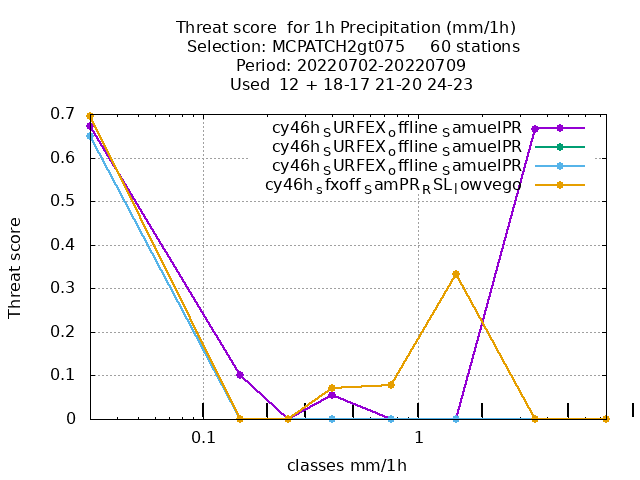 Threat score  for 1h Precipitation (mm/1h)
Selection: MCPATCH2gt075     60 stations
Period: 20220702-20220709
Used  12 + 18-17 21-20 24-23
cy46h_SURFEX_offline_SamuelPR
cy46h_SURFEX_offline_SamuelPR
cy46h_SURFEX_offline_SamuelPR
cy46h_sfxoff_SamPR_RSL_lowvego
0.7
0.6
0.5
0.4
0.3
0.2
0.1
0
Threat score
0.1
1
classes mm/1h